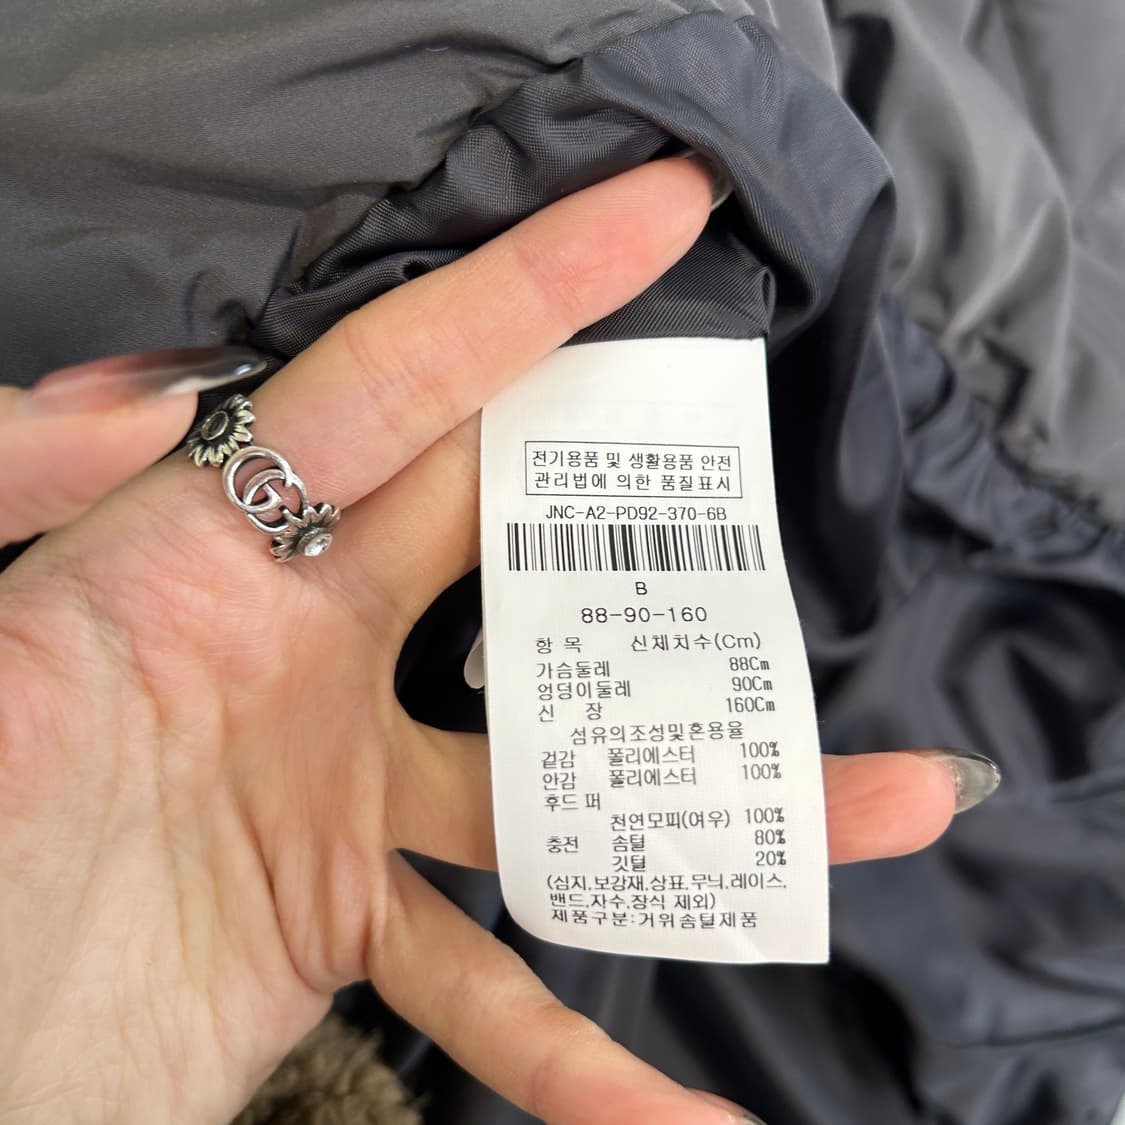 전기용품 및 생활용품 안전
관리법에 의한 품질표시
JNC-A2-PD92-370-6B
B
88-90-160
항 목 신체치수(Cm)
가슴둘레 88Cm
엉덩이둘레 90Cm
신 장 160Cm
섬유의조성및혼용율
겉감 폴리에스터 100%
안감 폴리에스터 100%
후드 퍼
천연모피(여우) 100%
충전 솜털 80%
깃털 20%
(심지,보강재,상표,무늬,레이스,
밴드,자수,장식 제외)
제품구분:거위솜털제품